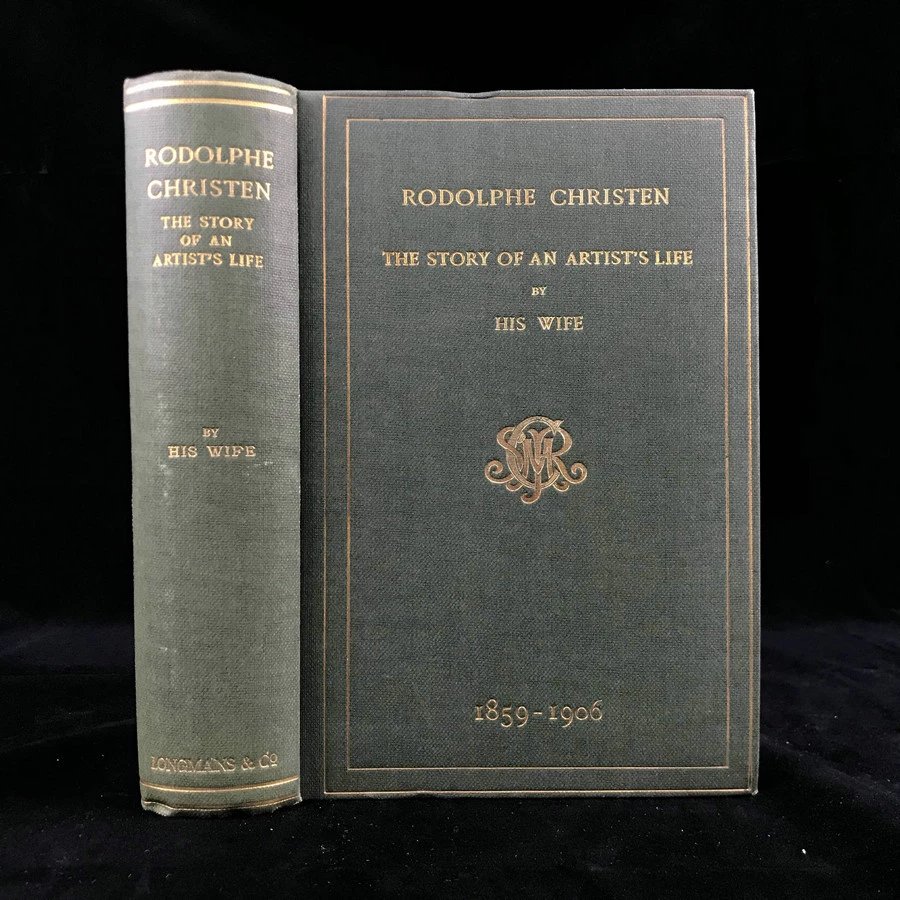 RODOLPHE
CHRISTEN
THE STORY
OF AN
ARTIST'S LIFE
BY
HIS WIFE
LONGMANS & Co
RODOLPHE CHRISTEN
THE STORY OF AN ARTIST'S LIFE
BY
HIS WIFE
1859-1906